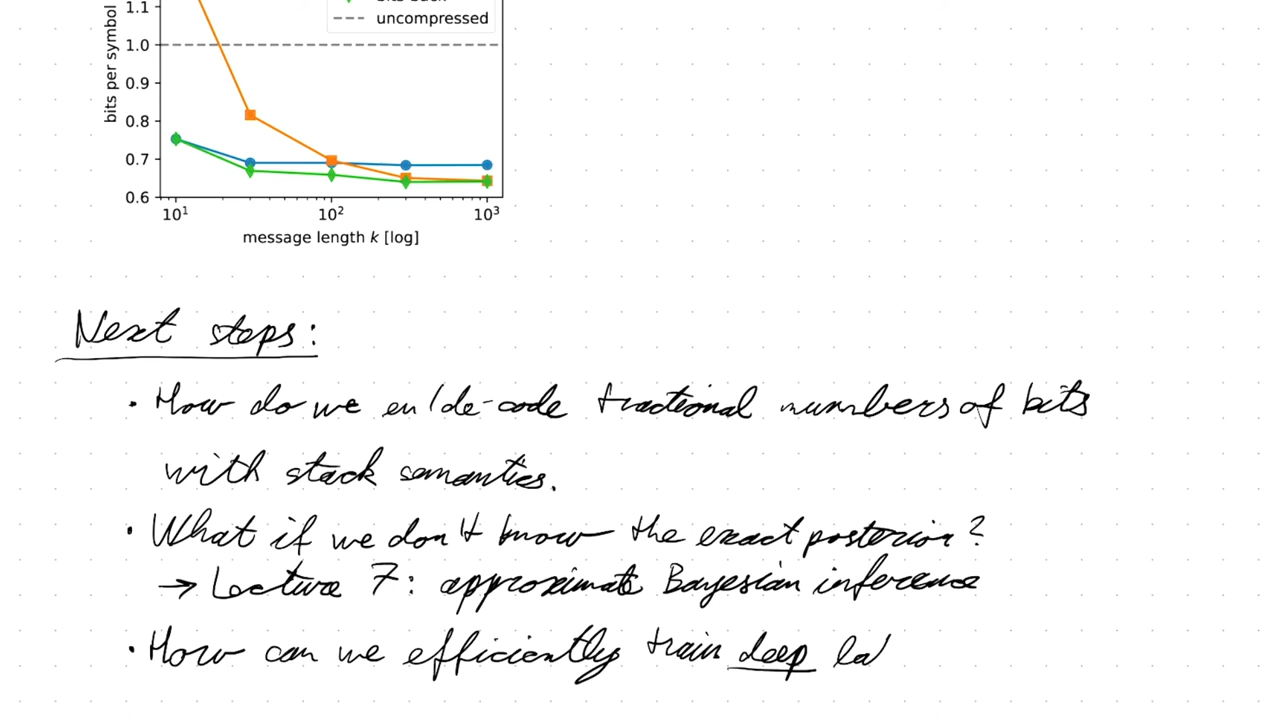 1.1
uncompressed
1.0
bits per symbol
0.9
0.8
0.7
0.6
10¹ 10² 10³
message length k [log]
Next steps:
· How do we en/de-code fractional numbers of bits
with stack semantics.
· What if we don't know the exact posterior?
→ Lecture 7: approximate Bayesian inference
· How can we efficiently train deep la